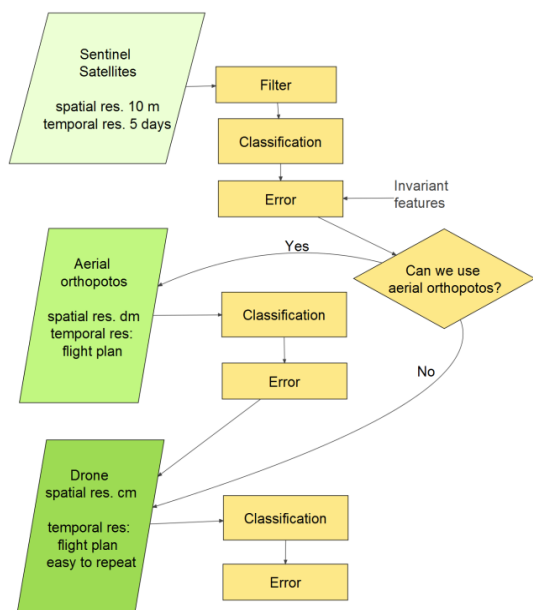 Sentinel
Satellites
spatial res. 10 m
temporal res. 5 days
Filter
Classification
Error
Invariant
features
Can we use
aerial orthopotos?
Yes
No
Aerial
orthopotos
spatial res. dm
temporal res:
flight plan
Classification
Error
Drone
spatial res. cm
temporal res:
flight plan
easy to repeat
Classification
Error